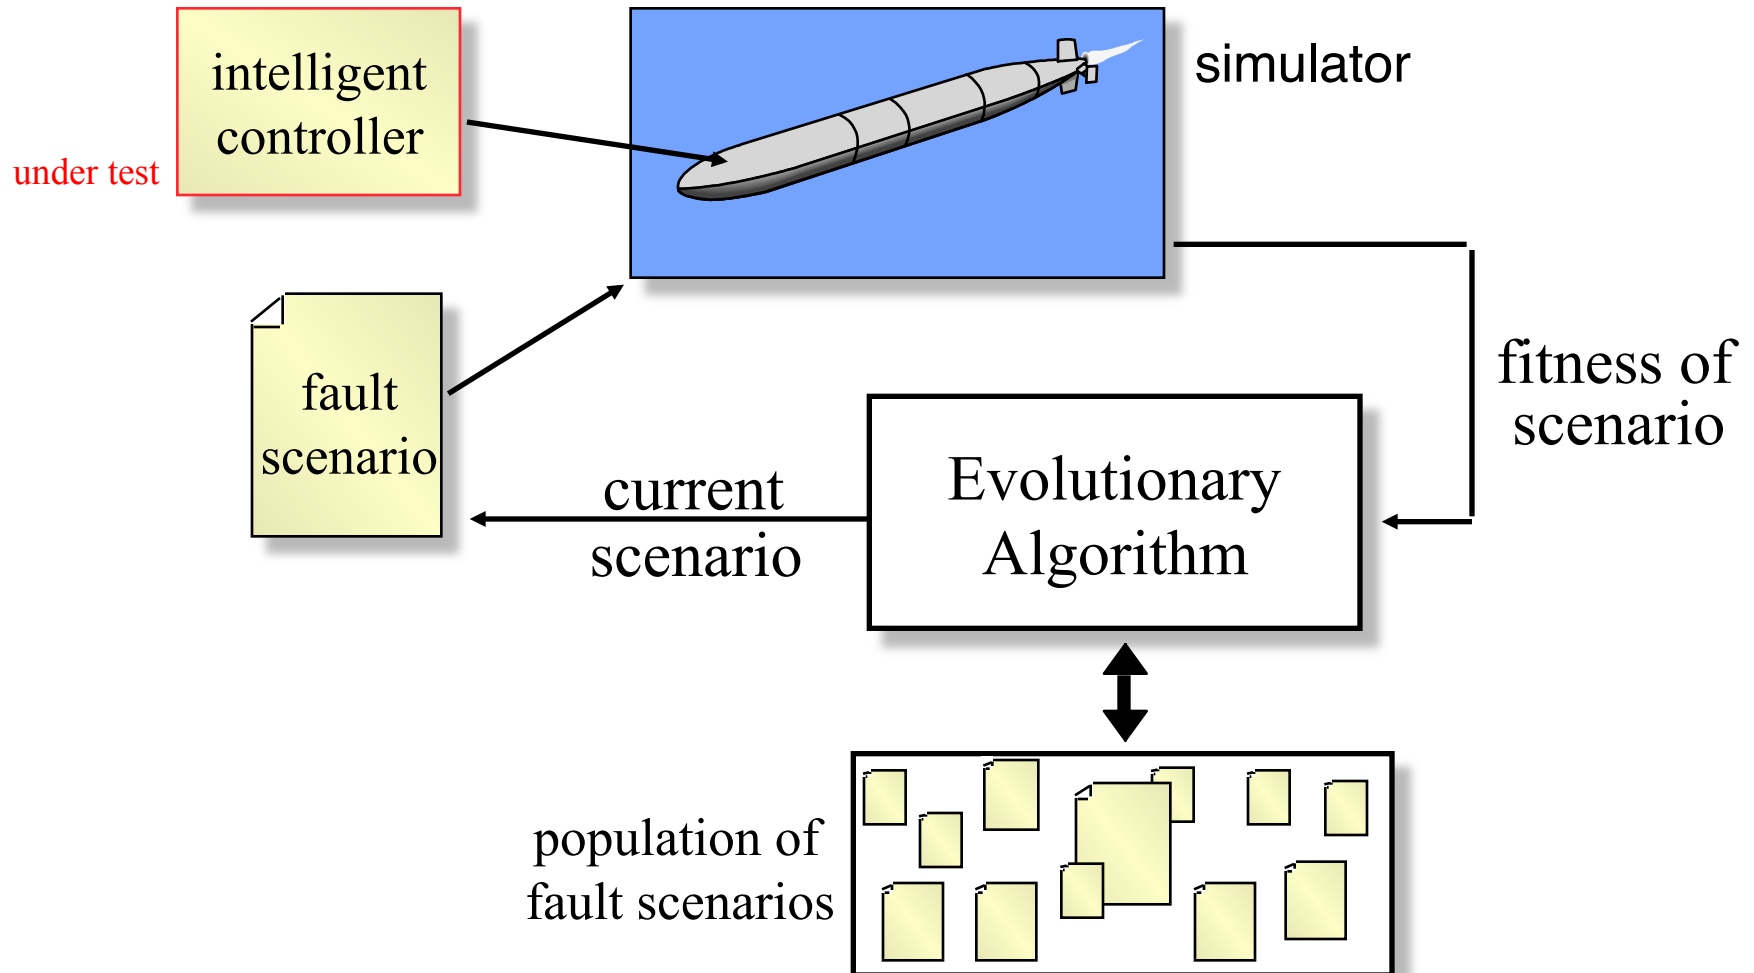 intelligent
controller
under test
simulator
fault
scenario
fitness of
scenario
current
scenario
Evolutionary
Algorithm
population of
fault scenarios